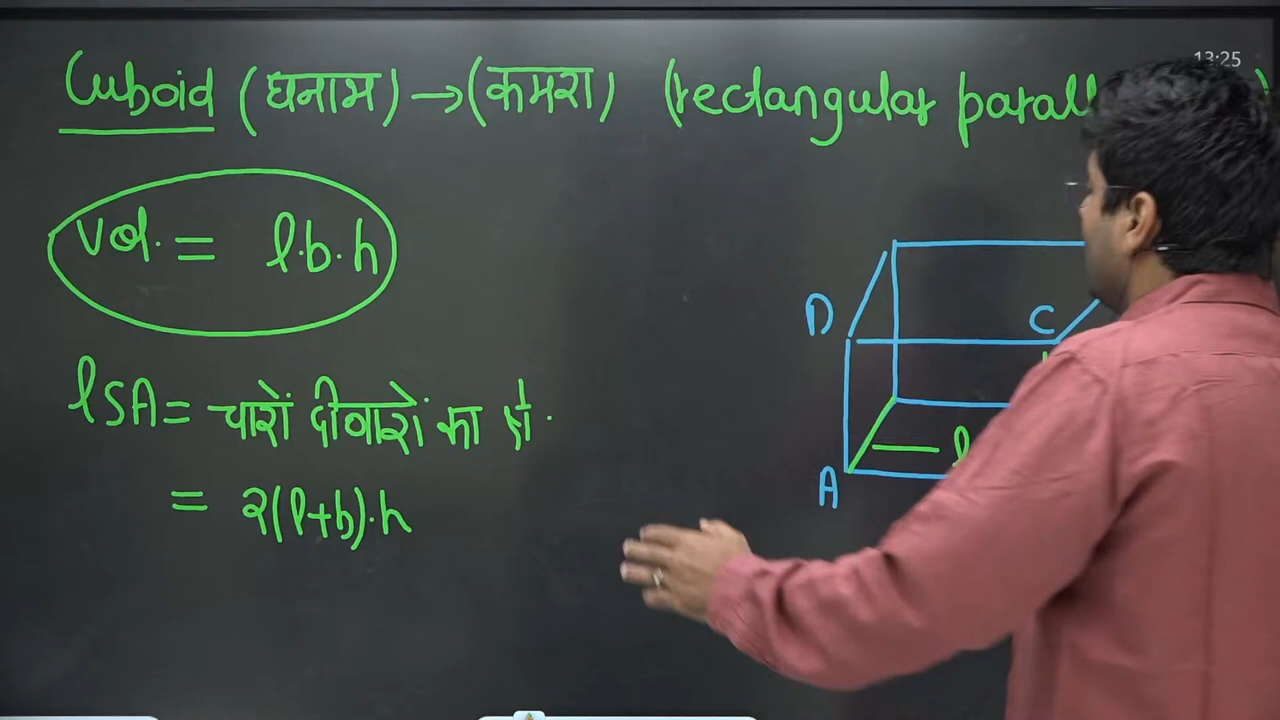 13:25
Cuboid (घनाभ) → (कमरा) (rectangular parall
Vol. = l.b.h
lSA = चारों दीवारों का क्षे.
= 2(l+b).h
D
C
l
A